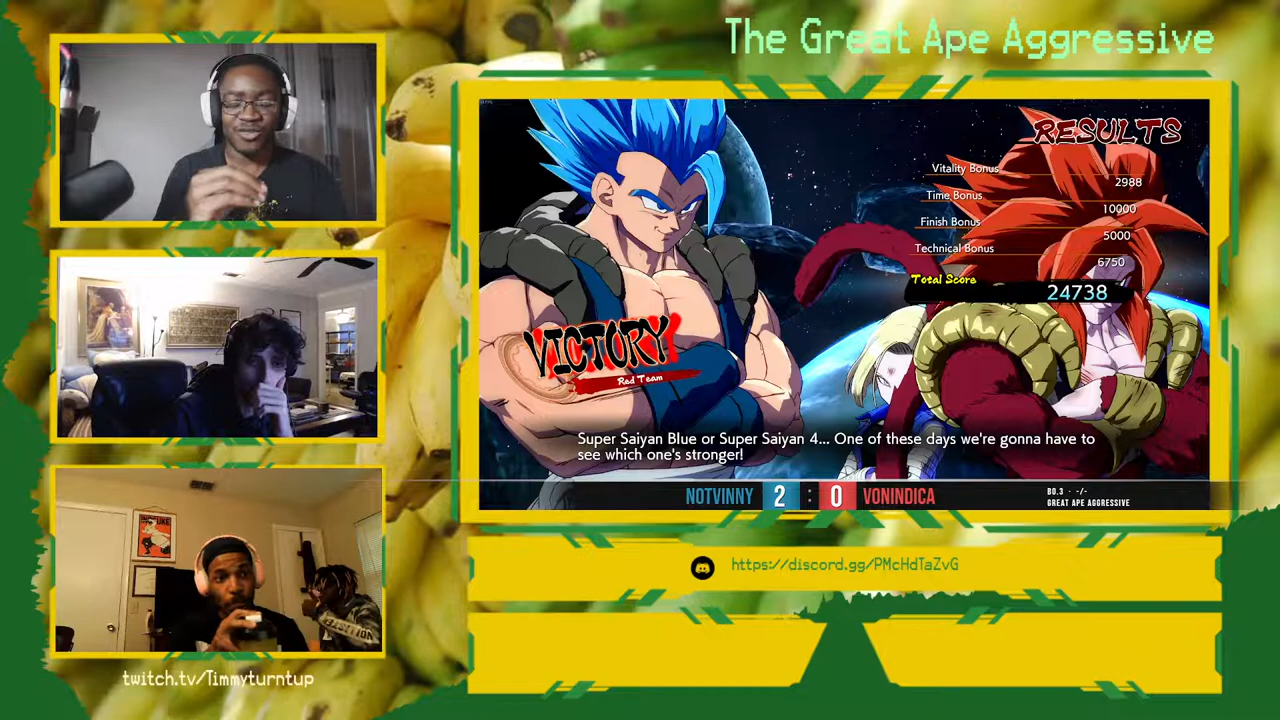 The Great Ape Aggressive
RESULTS
Vitality Bonus
2988
Time Bonus
10000
Finish Bonus
5000
Technical Bonus
6750
Total Score
24738
VICTORY!
Red Team
Super Saiyan Blue or Super Saiyan 4... One of these days we're gonna have to
see which one's stronger!
NOTVINNY 2 : 0 VONINDICA
BO.3 - -/-
GREAT APE AGGRESSIVE
https://discord.gg/PMcHdTaZvG
twitch.tv/Timmyturntup